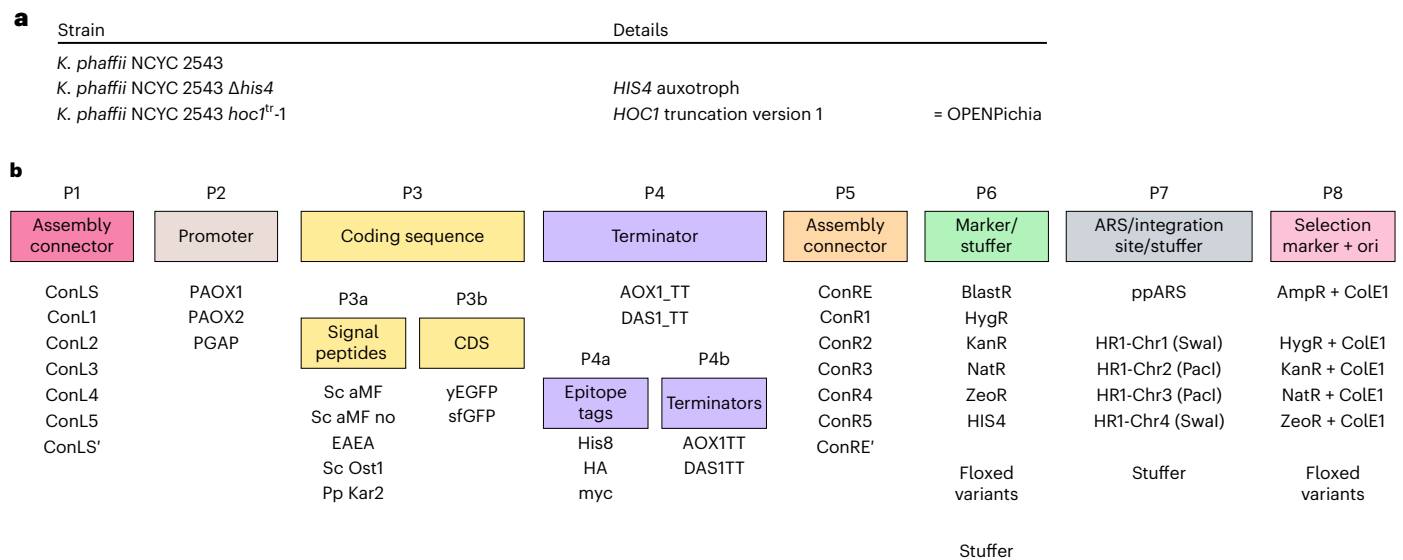 a
Strain Details
K. phaffii NCYC 2543
K. phaffii NCYC 2543 Δhis4 HIS4 auxotroph
K. phaffii NCYC 2543 hoc1tr-1 HOC1 truncation version 1 = OPENPichia
b
P1 P2 P3 P4 P5 P6 P7 P8
Assembly connector
Promoter
Coding sequence
Terminator
Assembly connector
Marker/
stuffer
ARS/integration
site/stuffer
Selection
marker + ori
ConLS
ConL1
ConL2
ConL3
ConL4
ConL5
ConLS′
PAOX1
PAOX2
PGAP
P3a
Signal
peptides
Sc aMF
Sc aMF no
EAEA
Sc Ost1
Pp Kar2
P3b
CDS
yEGFP
sfGFP
AOX1_TT
DAS1_TT
P4a
Epitope
tags
His8
HA
myc
P4b
Terminators
AOX1TT
DAS1TT
ConRE
ConR1
ConR2
ConR3
ConR4
ConR5
ConRE′
BlastR
HygR
KanR
NatR
ZeoR
HIS4
Floxed
variants
Stuffer
ppARS
HR1-Chr1 (SwaI)
HR1-Chr2 (PacI)
HR1-Chr3 (PacI)
HR1-Chr4 (SwaI)
Stuffer
AmpR + ColE1
HygR + ColE1
KanR + ColE1
NatR + ColE1
ZeoR + ColE1
Floxed
variants